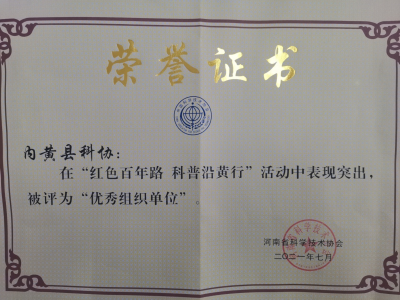 荣誉证书
内黄县科协:
在“红色百年路 科普沿黄行”活动中表现突出,
被评为“优秀组织单位”。
河南省科学技术协会
二〇二一年七月